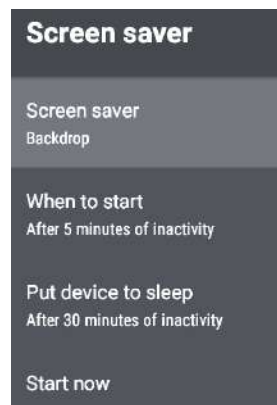 Screen saver
Screen saver
Backdrop
When to start
After 5 minutes of inactivity
Put device to sleep
After 30 minutes of inactivity
Start now